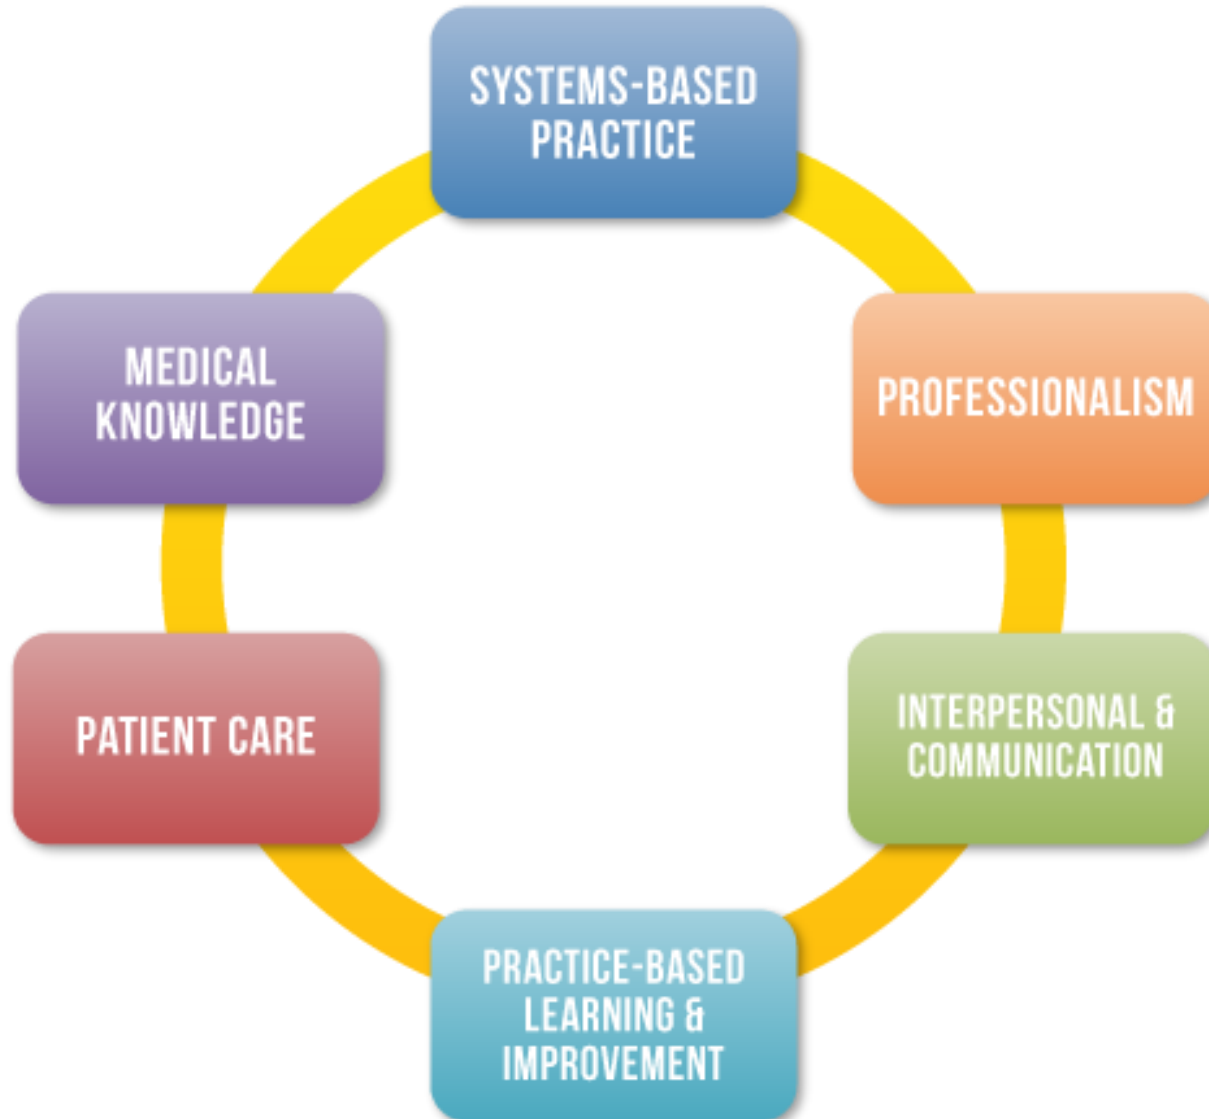 SYSTEMS-BASED
PRACTICE
MEDICAL
KNOWLEDGE
PROFESSIONALISM
PATIENT CARE
INTERPERSONAL &
COMMUNICATION
PRACTICE-BASED
LEARNING &
IMPROVEMENT